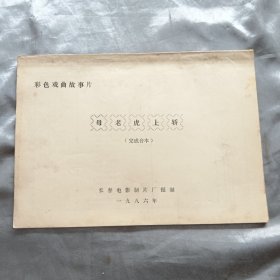 彩色戏曲故事片
母老虎上轿
（完成台本）
长春电影制片厂摄制
一九八六年